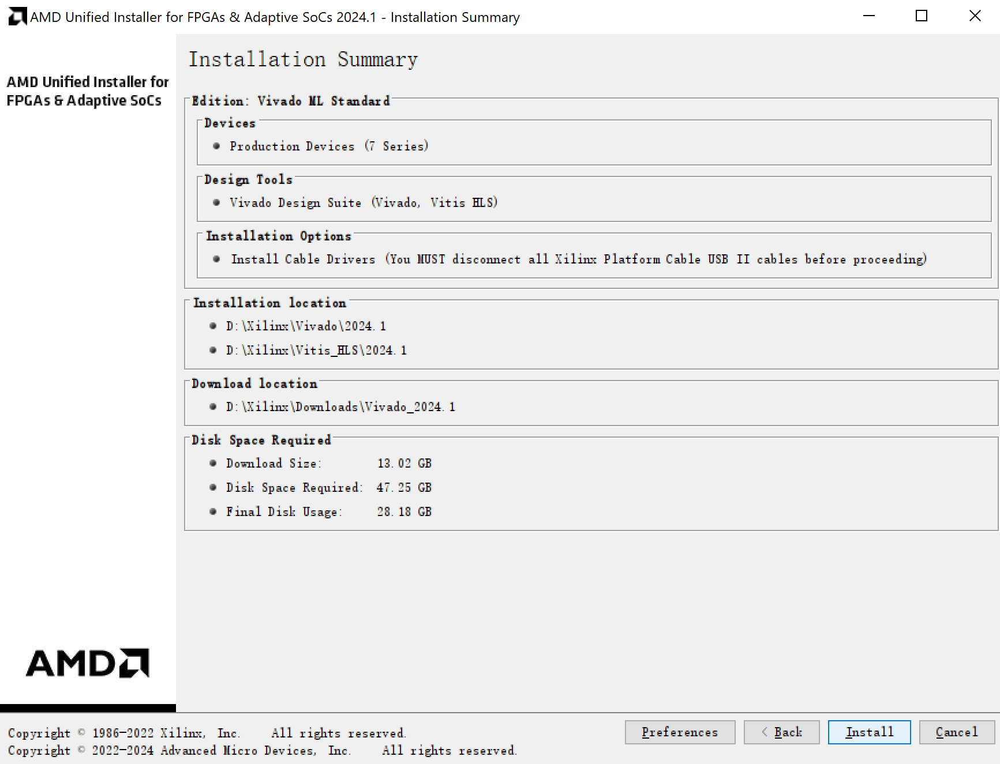 AMD Unified Installer for FPGAs & Adaptive SoCs 2024.1 - Installation Summary
AMD Unified Installer for
FPGAs & Adaptive SoCs
Installation Summary
Edition: Vivado ML Standard
Devices
Production Devices (7 Series)
Design Tools
Vivado Design Suite (Vivado, Vitis HLS)
Installation Options
Install Cable Drivers (You MUST disconnect all Xilinx Platform Cable USB II cables before proceeding)
Installation location
D:\Xilinx\Vivado\2024.1
D:\Xilinx\Vitis_HLS\2024.1
Download location
D:\Xilinx\Downloads\Vivado_2024.1
Disk Space Required
Download Size: 13.02 GB
Disk Space Required: 47.25 GB
Final Disk Usage: 28.18 GB
AMD
Copyright © 1986-2022 Xilinx, Inc. All rights reserved.
Copyright © 2022-2024 Advanced Micro Devices, Inc. All rights reserved.
Preferences < Back Install Cancel